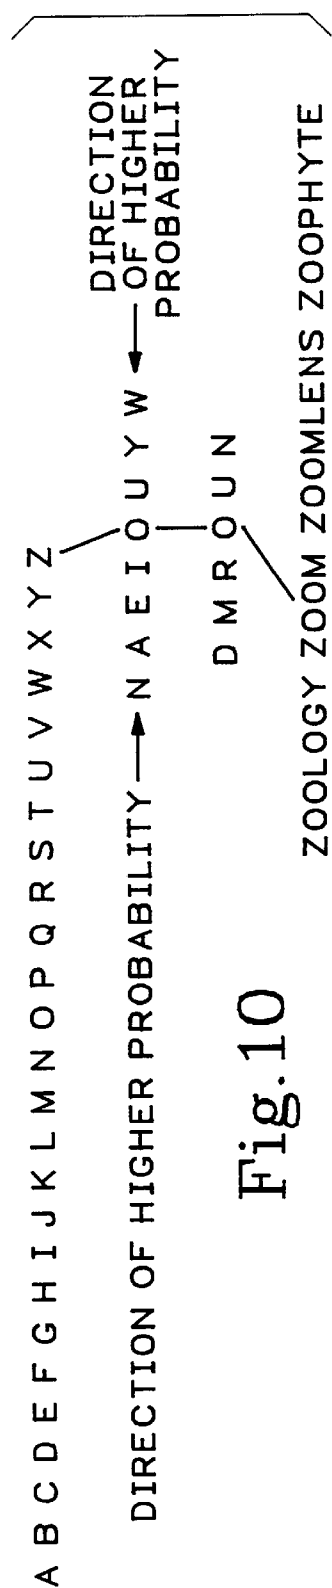 A B C D E F G H I J K L M N O P Q R S T U V W X Y Z
DIRECTION OF HIGHER PROBABILITY → N A E I O U Y W ← DIRECTION
OF HIGHER
PROBABILITY
D M R O U N
ZOOLOGY ZOOM ZOOMLENS ZOOPHYTE
Fig.10